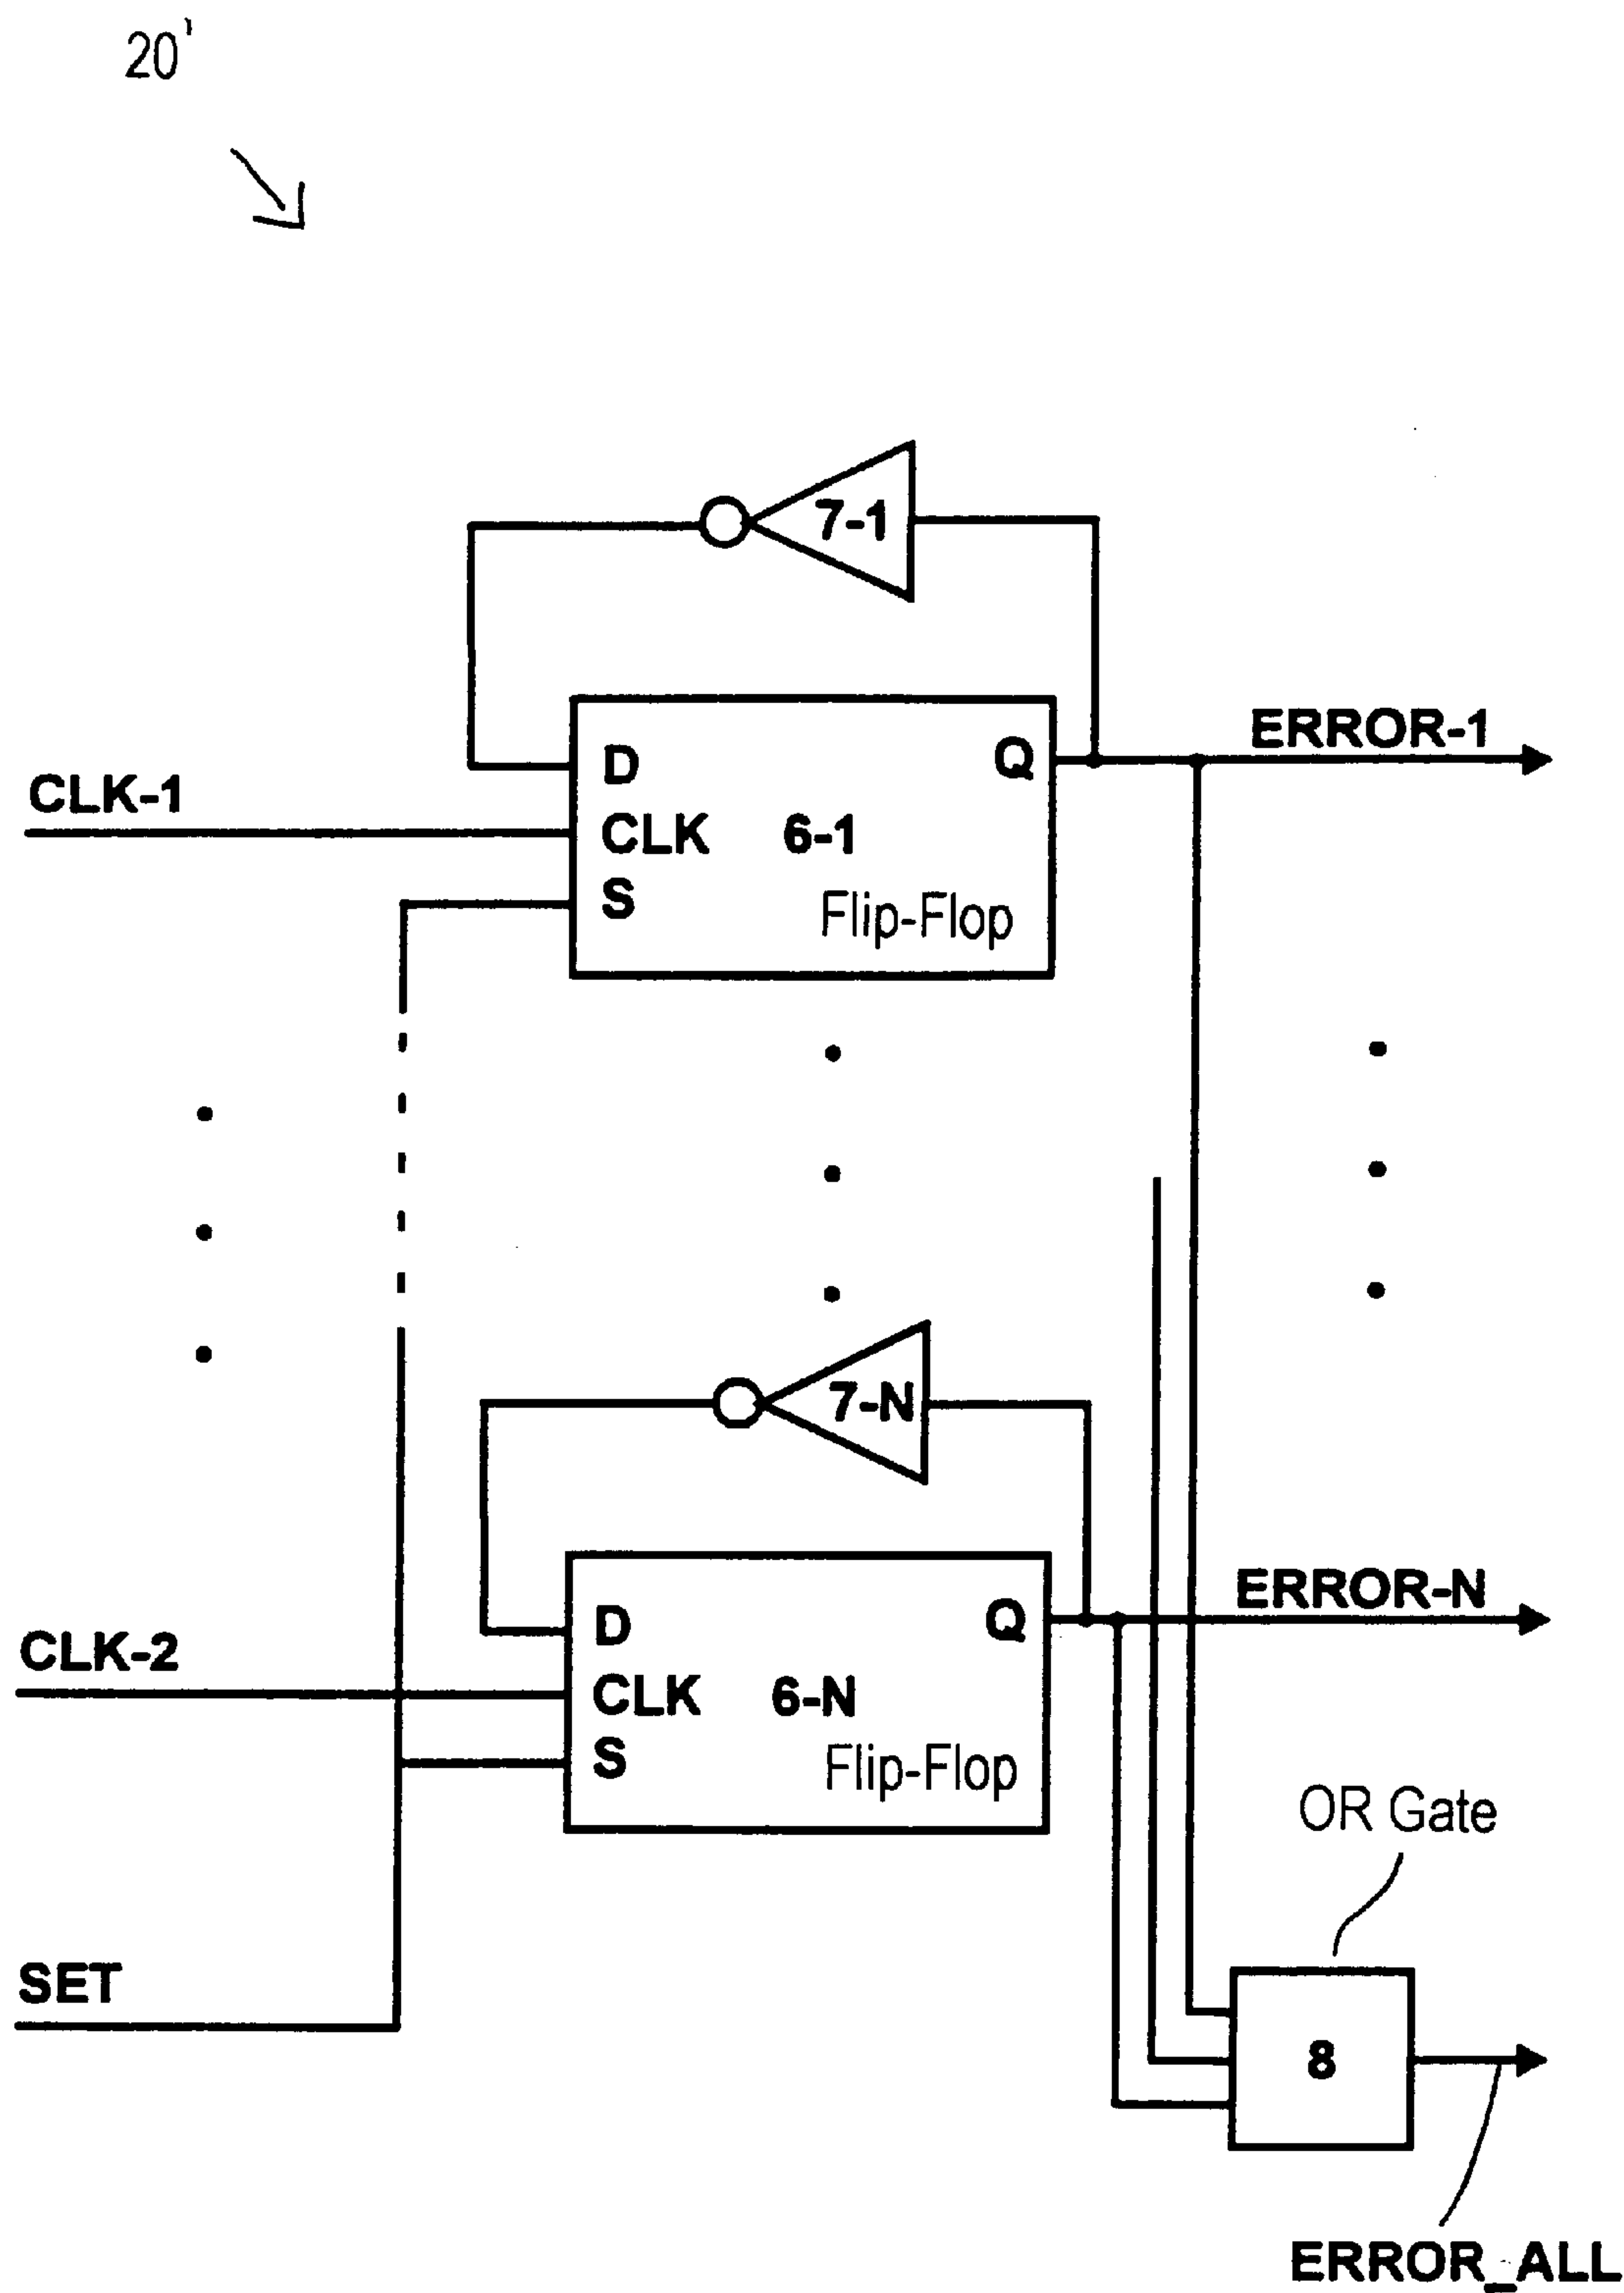 20'
7-1
ERROR-1
D
Q
CLK-1
CLK 6-1
S
Flip-Flop
7-N
ERROR-N
D
Q
CLK-2
CLK 6-N
S
Flip-Flop
OR Gate
SET
8
ERROR_ALL